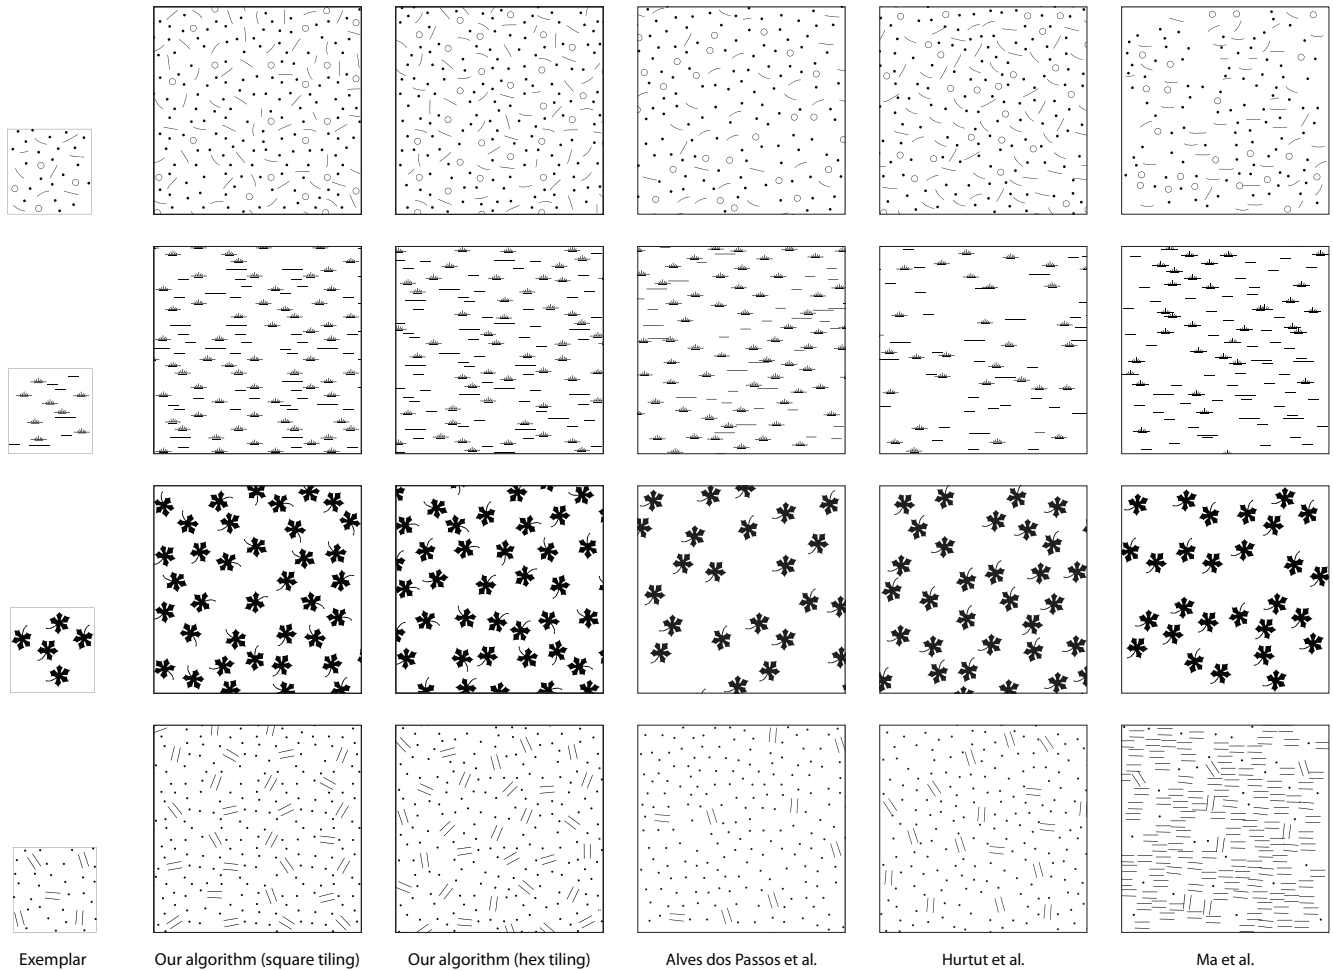 Exemplar Our algorithm (square tiling) Our algorithm (hex tiling) Alves dos Passos et al. Hurtut et al. Ma et al.